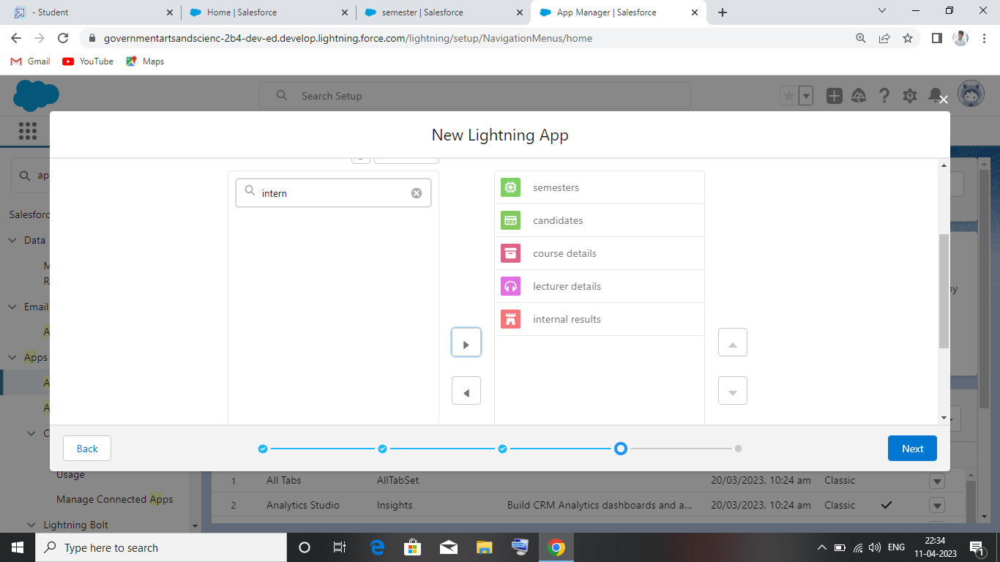 - Student
Home | Salesforce
semester | Salesforce
App Manager | Salesforce
governmentartsandscienc-2b4-dev-ed.develop.lightning.force.com/lightning/setup/NavigationMenus/home
Gmail
YouTube
Maps
Search Setup
New Lightning App
ap
intern
semesters
candidates
course details
lecturer details
internal results
Salesforc
Data
M
R
Email
A
Apps
A
A
C
by
Back
Next
Usage
Manage Connected Apps
Lightning Bolt
1 All Tabs AllTabSet 20/03/2023, 10:24 am Classic
2 Analytics Studio Insights Build CRM Analytics dashboards and a... 20/03/2023, 10:24 am Classic
Type here to search
ENG
22:34
11-04-2023
1